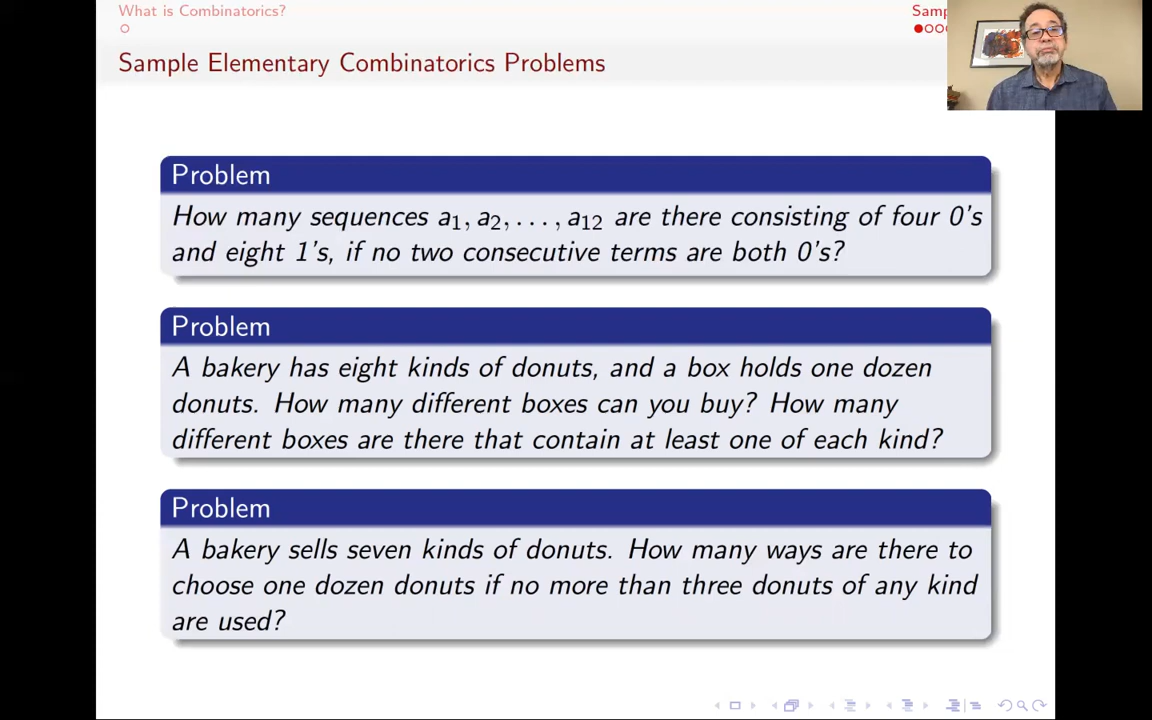 What is Combinatorics?
Sample Elementary Combinatorics Problems
Problem
How many sequences a₁, a₂, . . . , a₁₂ are there consisting of four 0's
and eight 1's, if no two consecutive terms are both 0's?
Problem
A bakery has eight kinds of donuts, and a box holds one dozen
donuts. How many different boxes can you buy? How many
different boxes are there that contain at least one of each kind?
Problem
A bakery sells seven kinds of donuts. How many ways are there to
choose one dozen donuts if no more than three donuts of any kind
are used?